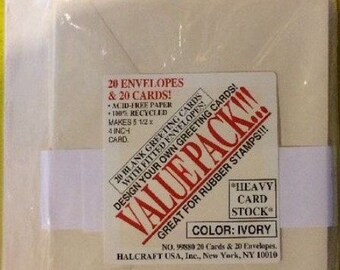 20 ENVELOPES
& 20 CARDS!
• ACID-FREE PAPER
• 100% RECYCLED
MAKES 5 1/2 x
4 INCH
CARD.
20 BLANK GREETING CARDS
WITH FITTED ENVELOPES!
DESIGN YOUR OWN GREETING CARDS!
VALUEPACK!!!
GREAT FOR RUBBER STAMPS!!!
*HEAVY
CARD
STOCK*
COLOR: IVORY
NO. 99800 20 Cards & 20 Envelopes.
HALCRAFT USA, Inc., New York, NY 10010